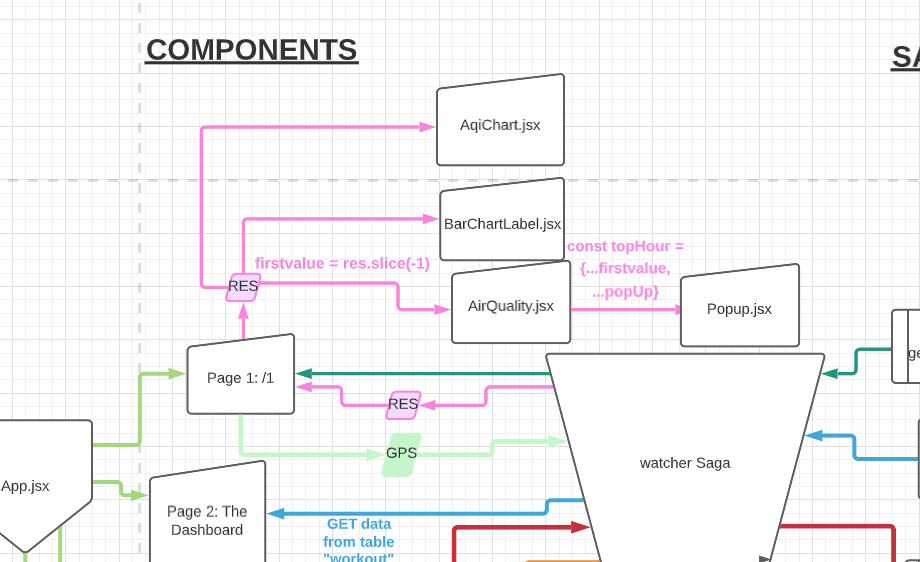 COMPONENTS
AqiChart.jsx
BarChartLabel.jsx
const topHour =
{...firstvalue,
...popUp}
firstvalue = res.slice(-1)
RES
AirQuality.jsx
Popup.jsx
Page 1: /1
RES
GPS
watcher Saga
App.jsx
Page 2: The
Dashboard
GET data
from table
"workout"